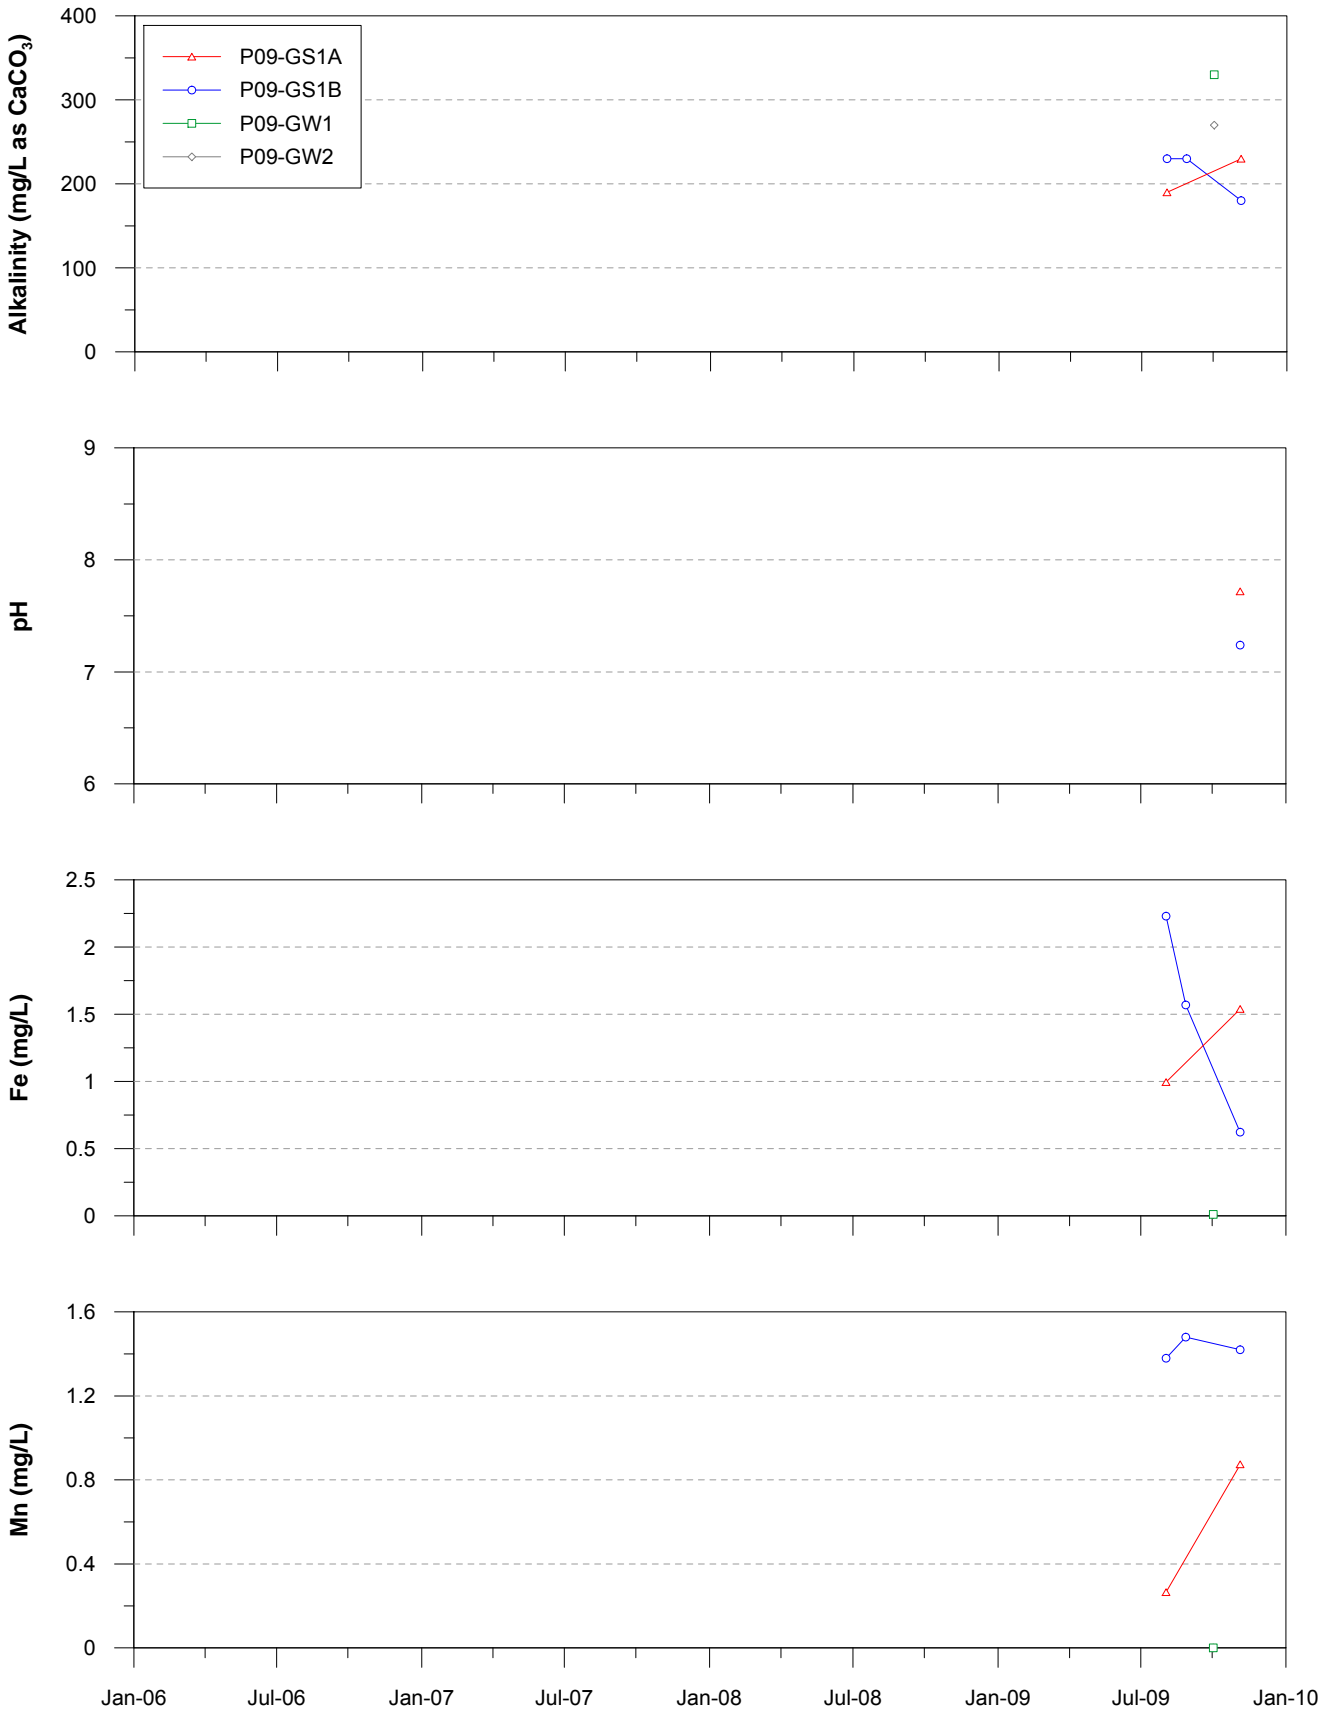 Alkalinity (mg/L as CaCO₃)
400
300
200
100
0
P09-GS1A
P09-GS1B
P09-GW1
P09-GW2
pH
9
8
7
6
Fe (mg/L)
2.5
2
1.5
1
0.5
0
Mn (mg/L)
1.6
1.2
0.8
0.4
0
Jan-06 Jul-06 Jan-07 Jul-07 Jan-08 Jul-08 Jan-09 Jul-09 Jan-10